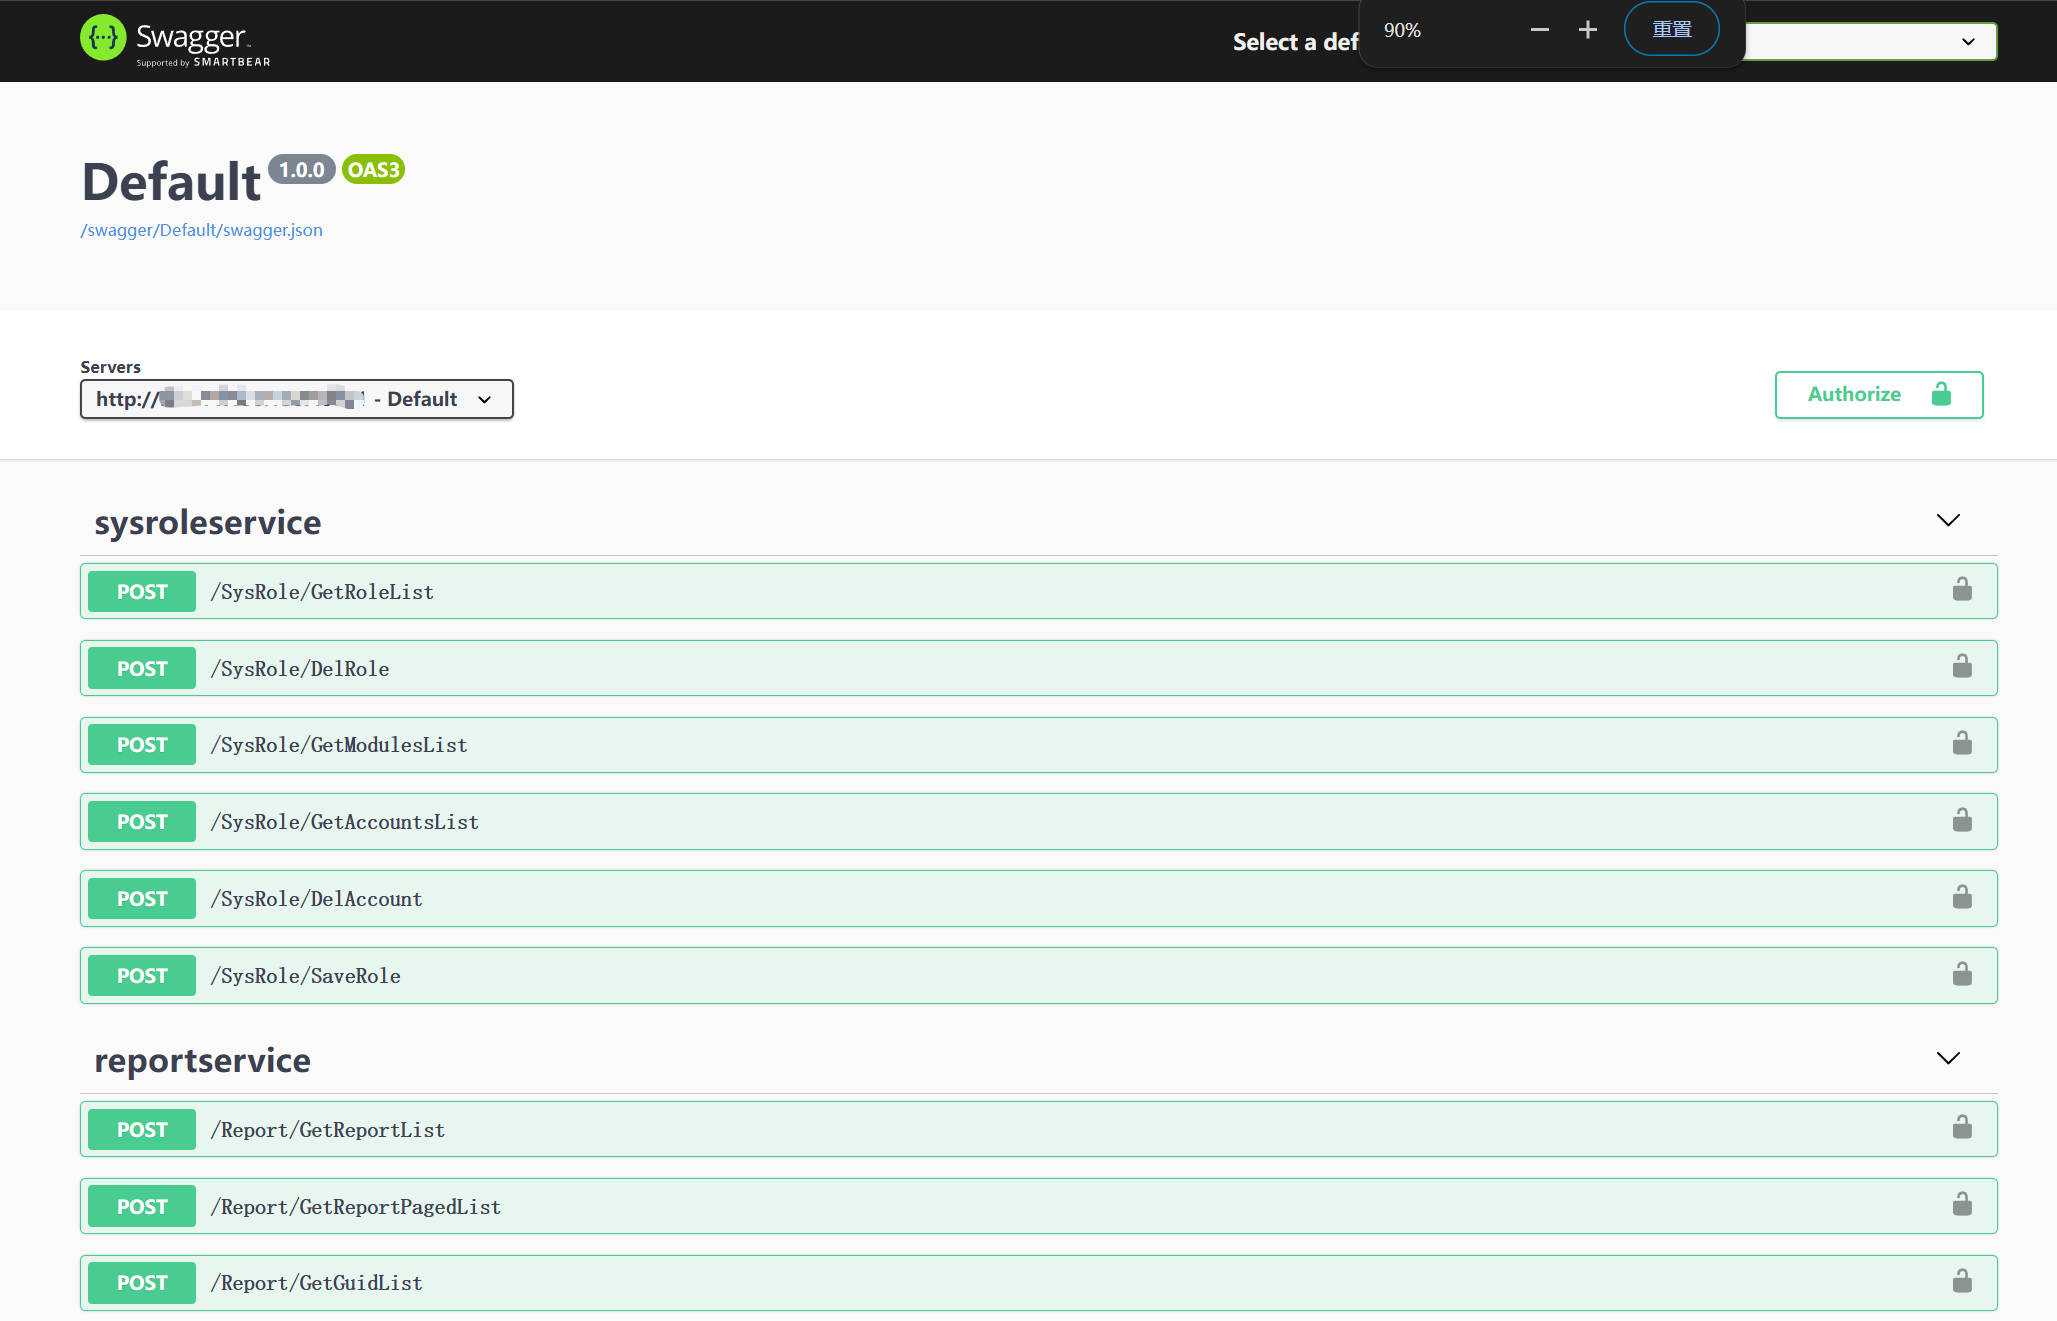 Swagger
Supported by SMARTBEAR
Select a def
90%
重置
Default
1.0.0
OAS3
/swagger/Default/swagger.json
Servers
http:// - Default
Authorize
sysroleservice
POST /SysRole/GetRoleList
POST /SysRole/DelRole
POST /SysRole/GetModulesList
POST /SysRole/GetAccountsList
POST /SysRole/DelAccount
POST /SysRole/SaveRole
reportservice
POST /Report/GetReportList
POST /Report/GetReportPagedList
POST /Report/GetGuidList